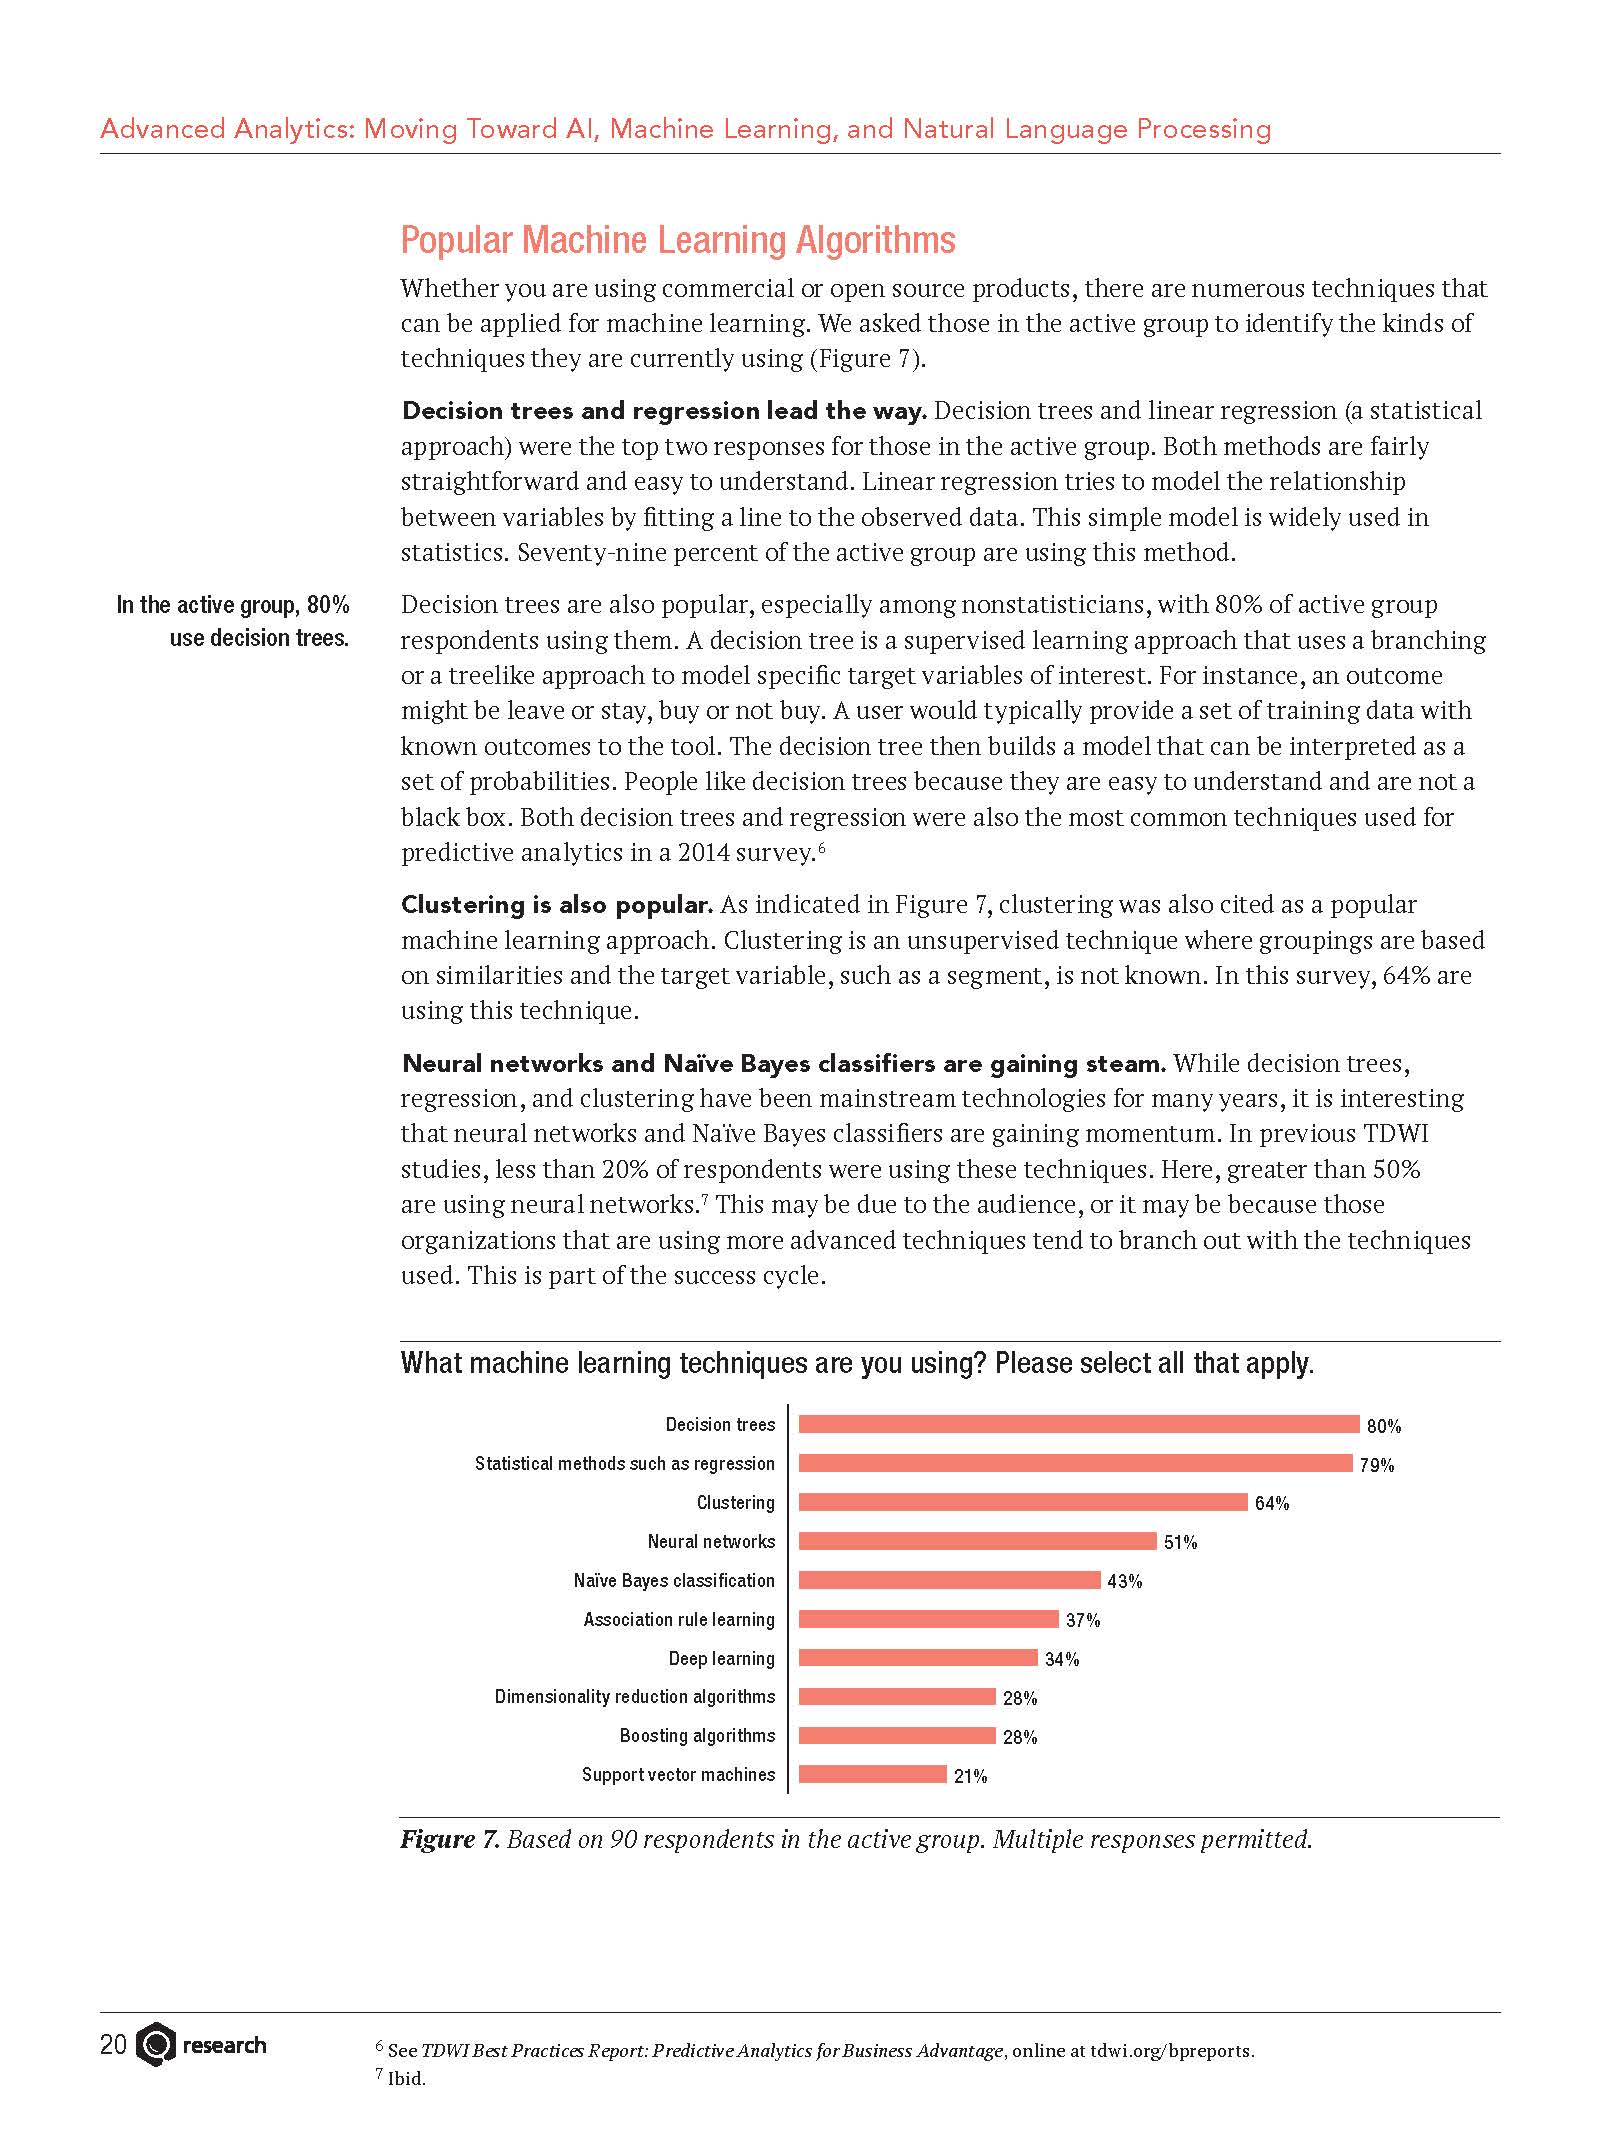 Advanced Analytics: Moving Toward AI, Machine Learning, and Natural Language Processing
Popular Machine Learning Algorithms
Whether you are using commercial or open source products, there are numerous techniques that
can be applied for machine learning. We asked those in the active group to identify the kinds of
techniques they are currently using (Figure 7).
Decision trees and regression lead the way. Decision trees and linear regression (a statistical
approach) were the top two responses for those in the active group. Both methods are fairly
straightforward and easy to understand. Linear regression tries to model the relationship
between variables by fitting a line to the observed data. This simple model is widely used in
statistics. Seventy-nine percent of the active group are using this method.
In the active group, 80%
use decision trees.
Decision trees are also popular, especially among nonstatisticians, with 80% of active group
respondents using them. A decision tree is a supervised learning approach that uses a branching
or a treelike approach to model specific target variables of interest. For instance, an outcome
might be leave or stay, buy or not buy. A user would typically provide a set of training data with
known outcomes to the tool. The decision tree then builds a model that can be interpreted as a
set of probabilities. People like decision trees because they are easy to understand and are not a
black box. Both decision trees and regression were also the most common techniques used for
predictive analytics in a 2014 survey.6
Clustering is also popular. As indicated in Figure 7, clustering was also cited as a popular
machine learning approach. Clustering is an unsupervised technique where groupings are based
on similarities and the target variable, such as a segment, is not known. In this survey, 64% are
using this technique.
Neural networks and Naïve Bayes classifiers are gaining steam. While decision trees,
regression, and clustering have been mainstream technologies for many years, it is interesting
that neural networks and Naïve Bayes classifiers are gaining momentum. In previous TDWI
studies, less than 20% of respondents were using these techniques. Here, greater than 50%
are using neural networks.7 This may be due to the audience, or it may be because those
organizations that are using more advanced techniques tend to branch out with the techniques
used. This is part of the success cycle.
What machine learning techniques are you using? Please select all that apply.
Decision trees 80%
Statistical methods such as regression 79%
Clustering 64%
Neural networks 51%
Naïve Bayes classification 43%
Association rule learning 37%
Deep learning 34%
Dimensionality reduction algorithms 28%
Boosting algorithms 28%
Support vector machines 21%
Figure 7. Based on 90 respondents in the active group. Multiple responses permitted.
20 research
6 See TDWI Best Practices Report: Predictive Analytics for Business Advantage, online at tdwi.org/bpreports.
7 Ibid.